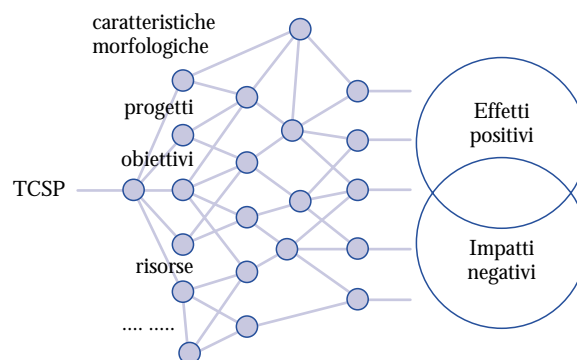 caratteristiche
morfologiche
progetti
obiettivi
TCSP
risorse
.... .....
Effetti
positivi
Impatti
negativi